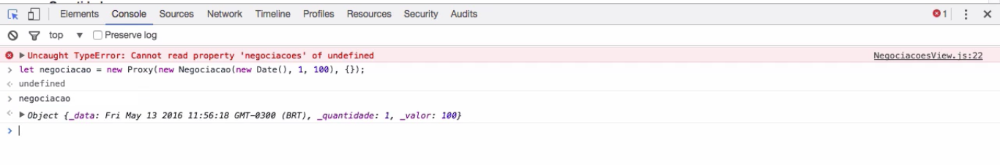 Elements Console Sources Network Timeline Profiles Resources Security Audits 1
top Preserve log
Uncaught TypeError: Cannot read property 'negociacoes' of undefined NegociacoesView.js:22
let negociacao = new Proxy(new Negociacao(new Date(), 1, 100), {});
undefined
negociacao
Object {_data: Fri May 13 2016 11:56:18 GMT-0300 (BRT), _quantidade: 1, _valor: 100}